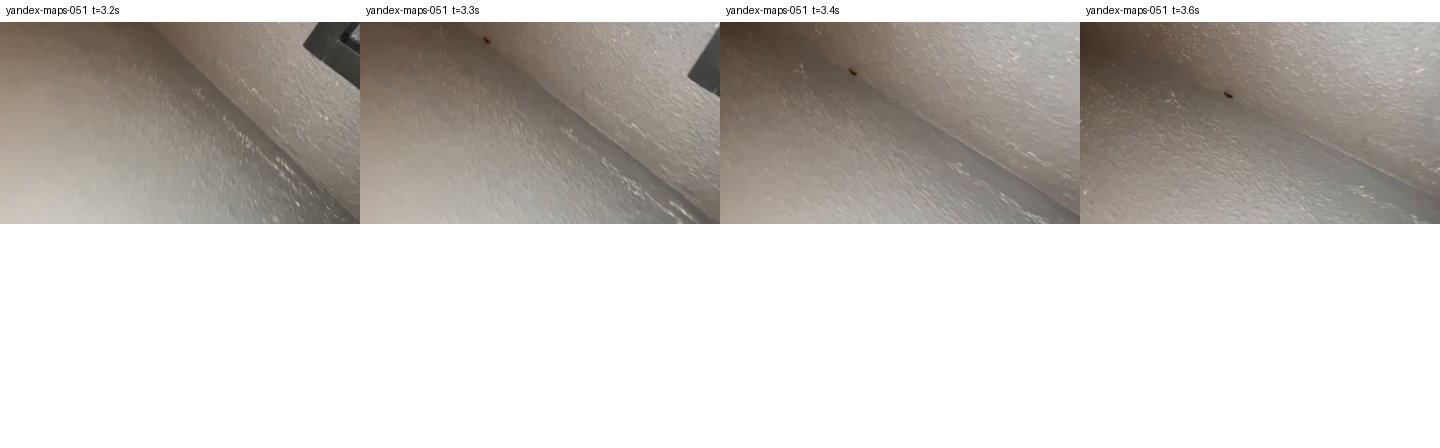 yandex-maps-051 t=3.2s
yandex-maps-051 t=3.3s
yandex-maps-051 t=3.4s
yandex-maps-051 t=3.6s